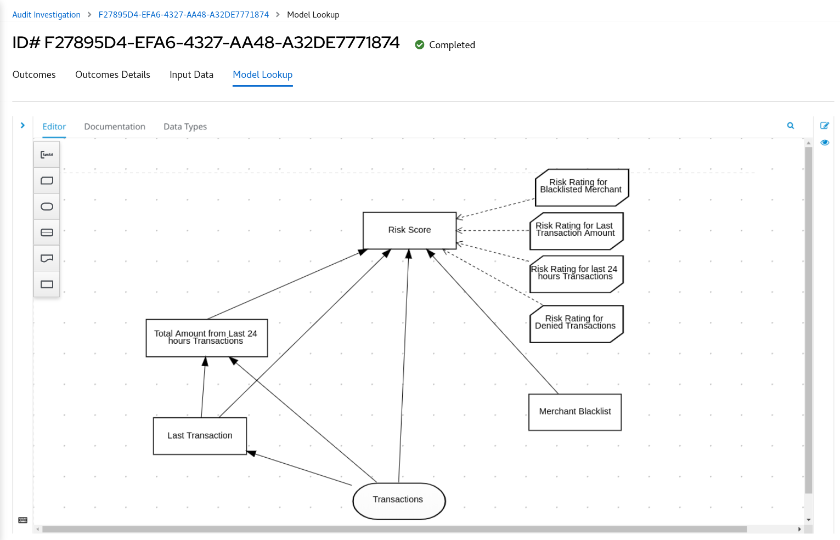 Audit Investigation > F27895D4-EFA6-4327-AA48-A32DE7771874 > Model Lookup
ID# F27895D4-EFA6-4327-AA48-A32DE7771874 Completed
Outcomes Outcomes Details Input Data Model Lookup
Editor Documentation Data Types
Risk Rating for
Blacklisted Merchant
Risk Score
Risk Rating for Last
Transaction Amount
Risk Rating for last 24
hours Transactions
Risk Rating for
Denied Transactions
Total Amount from Last 24
hours Transactions
Merchant Blacklist
Last Transaction
Transactions